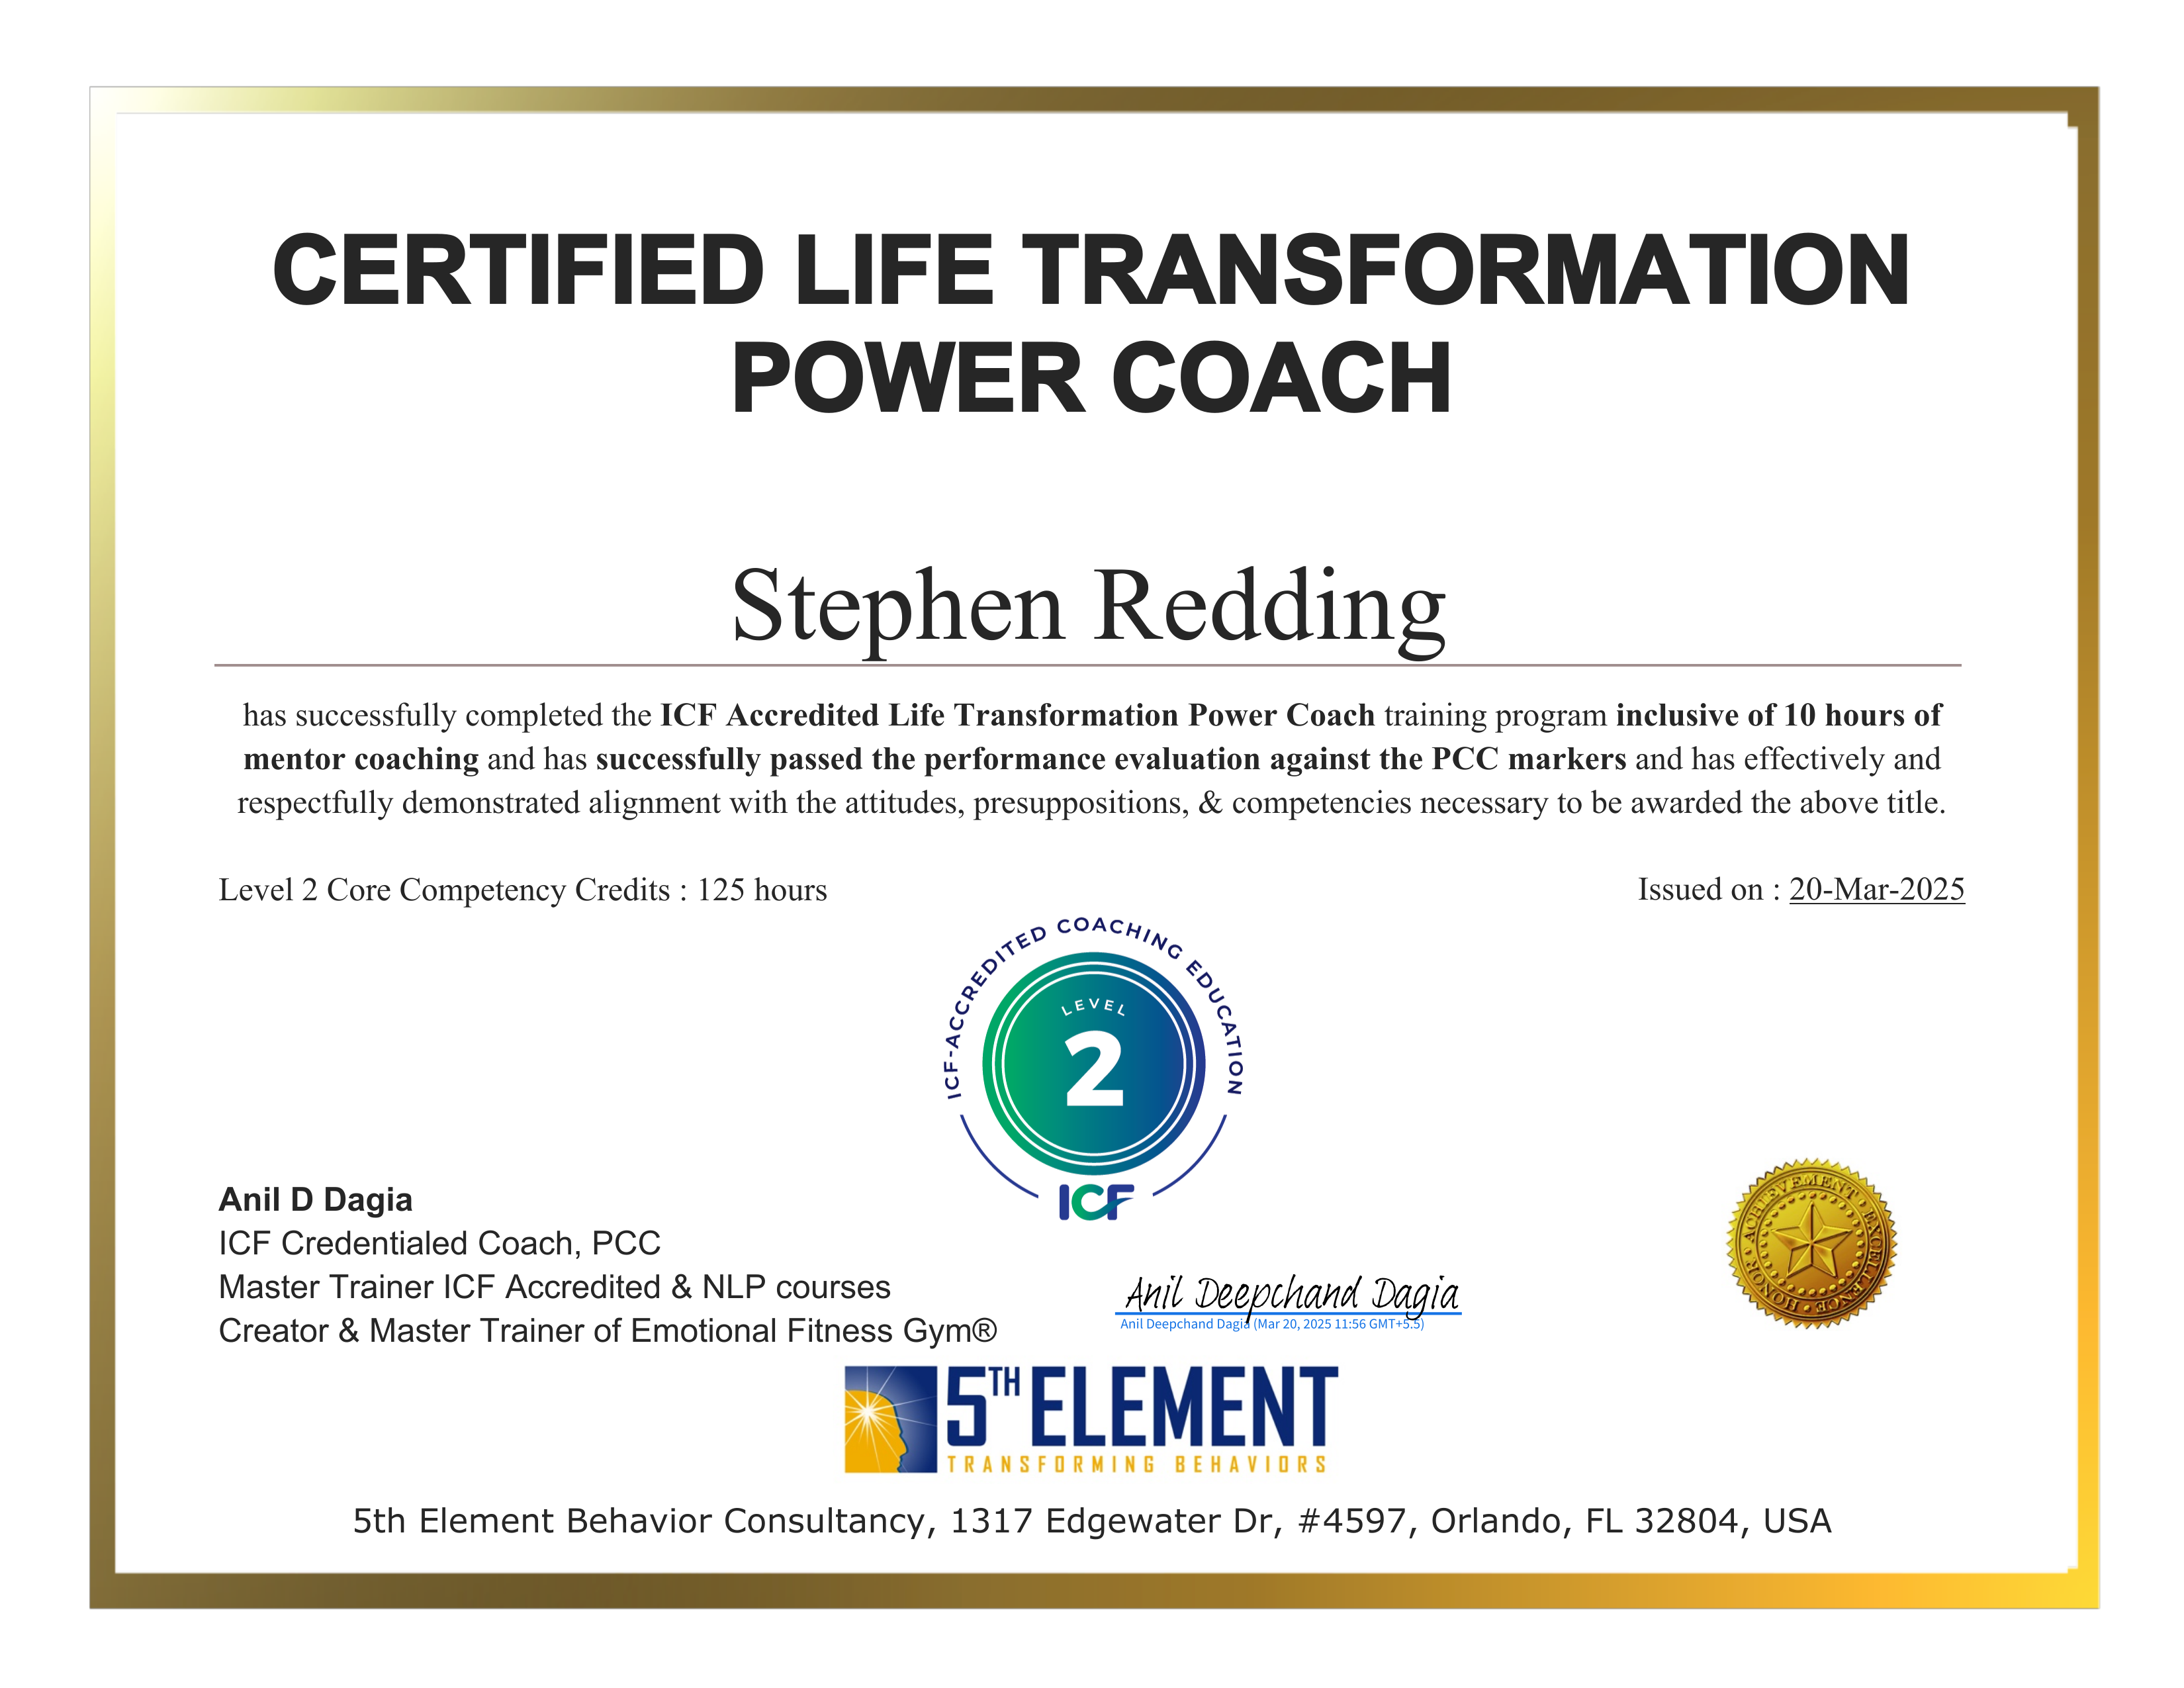 CERTIFIED LIFE TRANSFORMATION
POWER COACH
Stephen Redding
has successfully completed the ICF Accredited Life Transformation Power Coach training program inclusive of 10 hours of
mentor coaching and has successfully passed the performance evaluation against the PCC markers and has effectively and
respectfully demonstrated alignment with the attitudes, presuppositions, & competencies necessary to be awarded the above title.
Level 2 Core Competency Credits : 125 hours
Issued on : 20-Mar-2025
ICF-ACCREDITED COACHING EDUCATION
LEVEL
2
ICF
Anil D Dagia
ICF Credentialed Coach, PCC
Master Trainer ICF Accredited & NLP courses
Creator & Master Trainer of Emotional Fitness Gym®
Anil Deepchand Dagia
Anil Deepchand Dagia (Mar 20, 2025 11:56 GMT+5.5)
HONOR • ACHIEVEMENT • EXCELLENCE •
HONOR
5TH ELEMENT
TRANSFORMING BEHAVIORS
5th Element Behavior Consultancy, 1317 Edgewater Dr, #4597, Orlando, FL 32804, USA